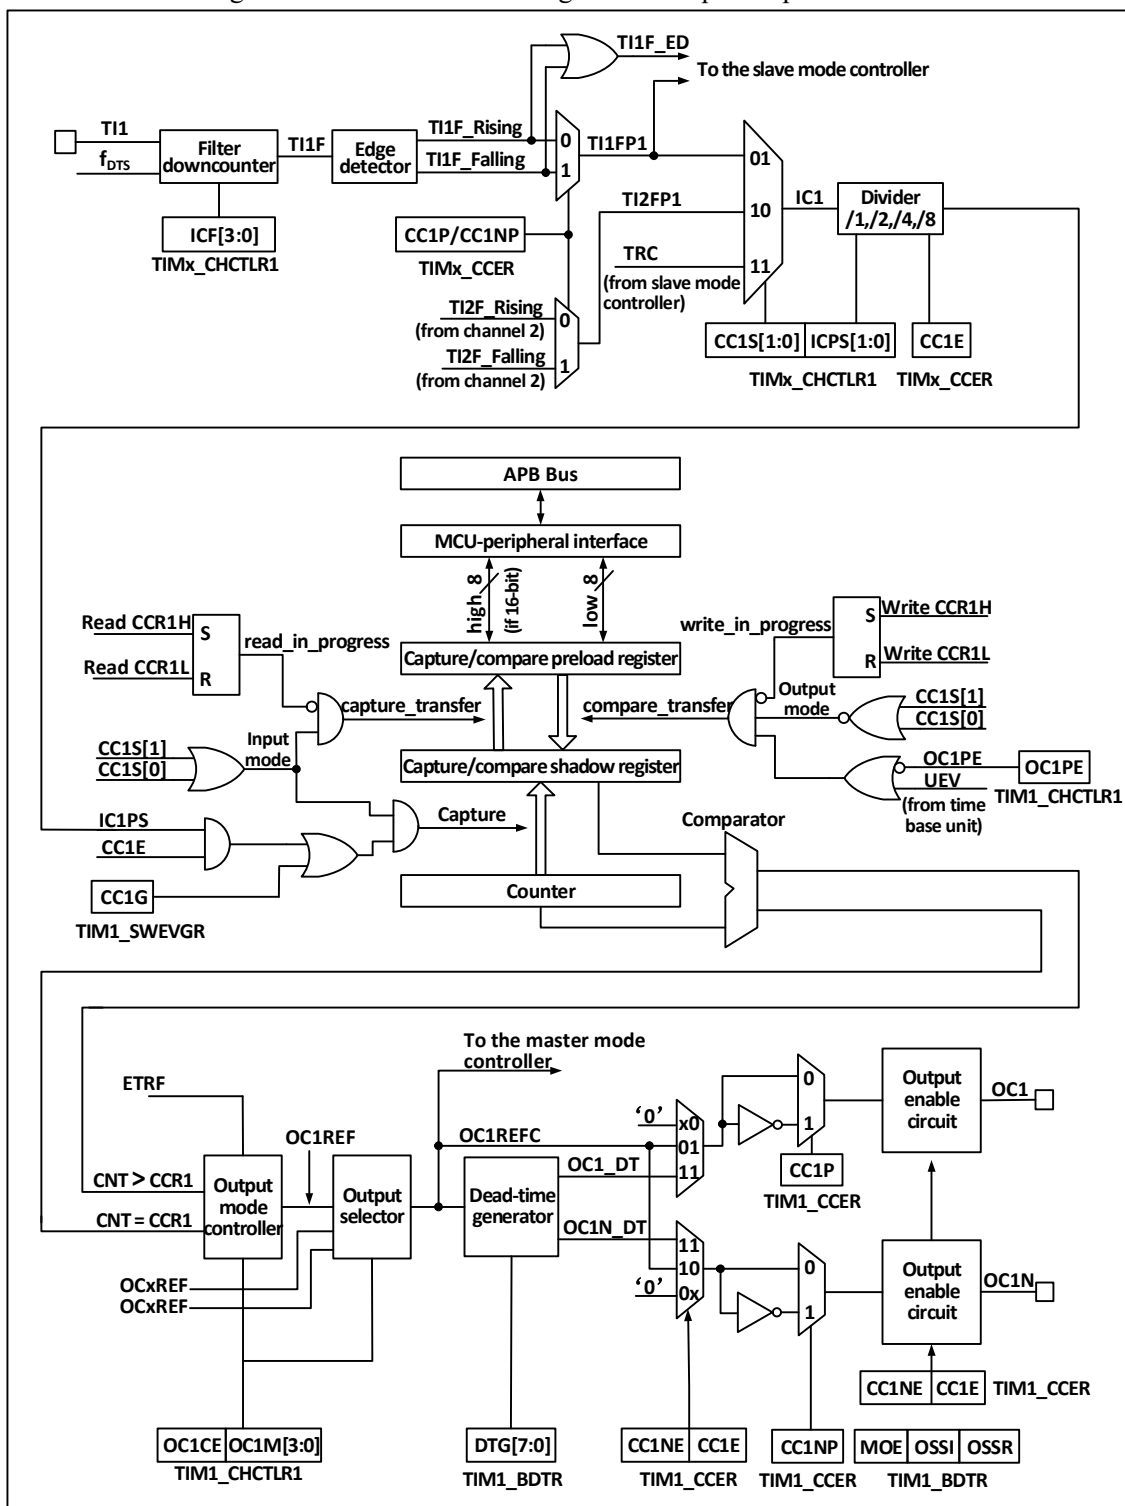 TI1F_ED
To the slave mode controller
TI1
Filter downcounter
TI1F
Edge detector
TI1F_Rising
0
TI1FP1
01
fDTS
TI1F_Falling
1
TI2FP1
10
IC1
Divider /1,/2,/4,/8
ICF[3:0]
TIMx_CHCTLR1
CC1P/CC1NP
TIMx_CCER
TRC
11
(from slave mode
controller)
TI2F_Rising
0
(from channel 2)
TI2F_Falling
1
(from channel 2)
CC1S[1:0]
ICPS[1:0]
CC1E
TIMx_CHCTLR1
TIMx_CCER
APB Bus
MCU-peripheral interface
high 8
(if 16-bit)
low 8
Read CCR1H
S
read_in_progress
Read CCR1L
R
write_in_progress
S
Write CCR1H
R
Write CCR1L
Capture/compare preload register
capture_transfer
compare_transfer
Output
mode
CC1S[1]
CC1S[0]
CC1S[1]
CC1S[0]
Input
mode
Capture/compare shadow register
OC1PE
OC1PE
UEV
TIM1_CHCTLR1
(from time
base unit)
IC1PS
CC1E
Capture
Comparator
CC1G
TIM1_SWEVGR
Counter
To the master mode
controller
ETRF
OC1REF
OC1REFC
'0'
x0
01
11
0
1
Output enable circuit
OC1
CNT > CCR1
CNT = CCR1
Output mode controller
Output selector
Dead-time generator
OC1_DT
OC1N_DT
CC1P
TIM1_CCER
OCxREF
OCxREF
11
10
'0'
0x
0
1
Output enable circuit
OC1N
CC1NE
CC1E
TIM1_CCER
OC1CE
OC1M[3:0]
TIM1_CHCTLR1
DTG[7:0]
TIM1_BDTR
CC1NE
CC1E
TIM1_CCER
CC1NP
TIM1_CCER
MOE
OSSI
OSSR
TIM1_BDTR